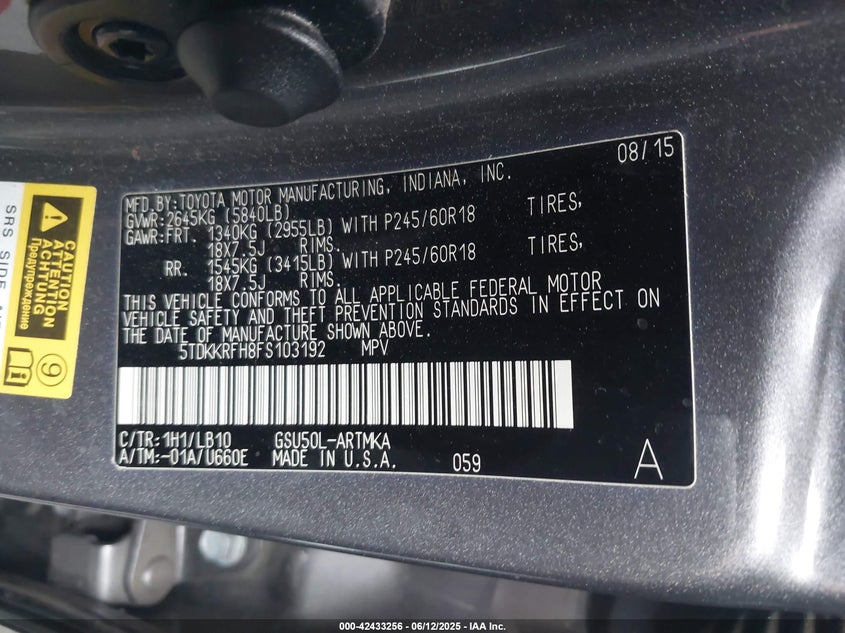 08/15
MFD.BY:TOYOTA MOTOR MANUFACTURING, INDIANA, INC.
GVWR:2645KG (5840LB)
GAWR:FRT. 1340KG (2955LB) WITH P245/60R18 TIRES,
18X7.5J RIMS.
RR. 1545KG (3415LB) WITH P245/60R18 TIRES,
18X7.5J RIMS.
THIS VEHICLE CONFORMS TO ALL APPLICABLE FEDERAL MOTOR
VEHICLE SAFETY AND THEFT PREVENTION STANDARDS IN EFFECT ON
THE DATE OF MANUFACTURE SHOWN ABOVE.
5TDKKRFH8FS103192 MPV
C/TR:1H1/LB10 GSU50L-ARTMKA
A/TM:-01A/U660E MADE IN U.S.A. 059 A
CAUTION
ATTENTION
ACHTUNG
Предупреждение
9
SRS SIDE
000-42433256 - 06/12/2025 - IAA Inc.